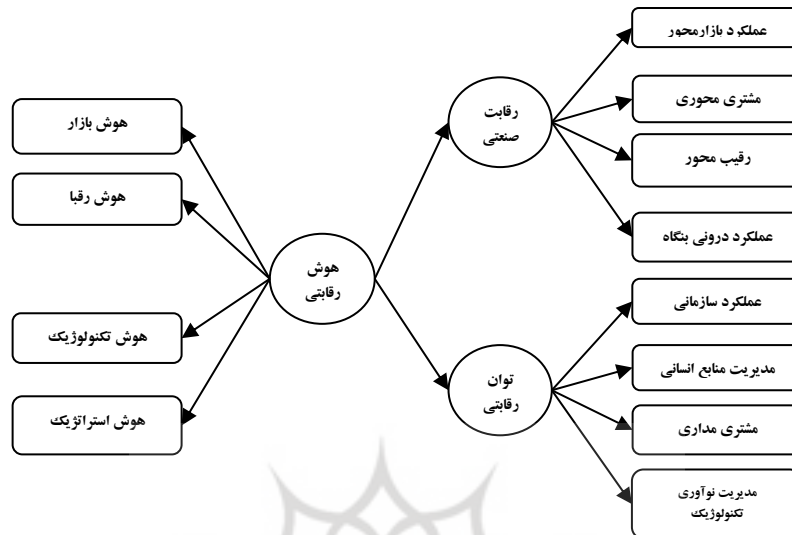 عملکرد بازارمحور
رقابت
صنعتی
مشتری محوری
هوش بازار
رقیب محور
هوش رقبا
عملکرد درونی بنگاه
هوش
رقابتی
عملکرد سازمانی
هوش تکنولوژیک
توان
رقابتی
مدیریت منابع انسانی
هوش استراتژیک
مشتری مداری
مدیریت نوآوری
تکنولوژیک